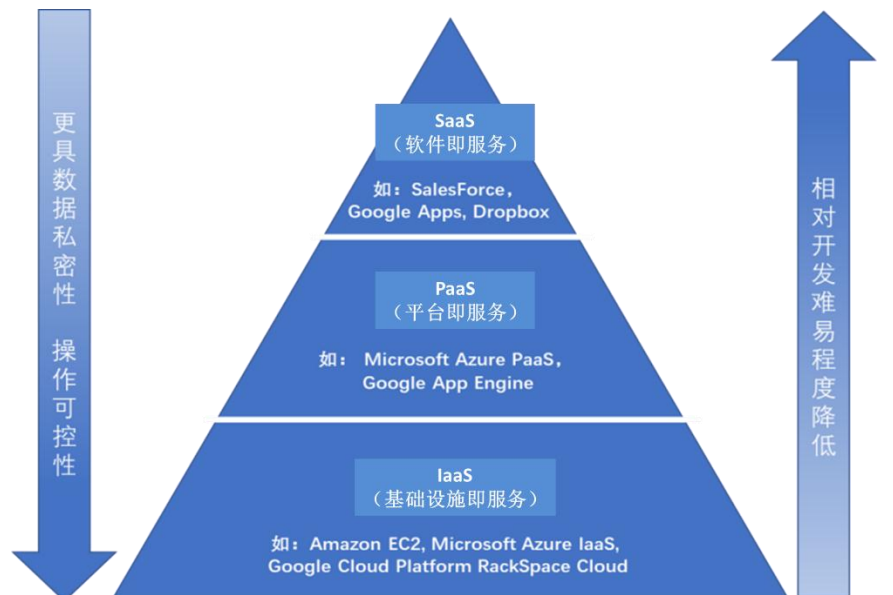 更具数据私密性 操作可控性
SaaS
（软件即服务）
如：SalesForce，
Google Apps, Dropbox
PaaS
（平台即服务）
如： Microsoft Azure PaaS，
Google App Engine
IaaS
（基础设施即服务）
如：Amazon EC2, Microsoft Azure IaaS,
Google Cloud Platform RackSpace Cloud
相对开发难易程度降低